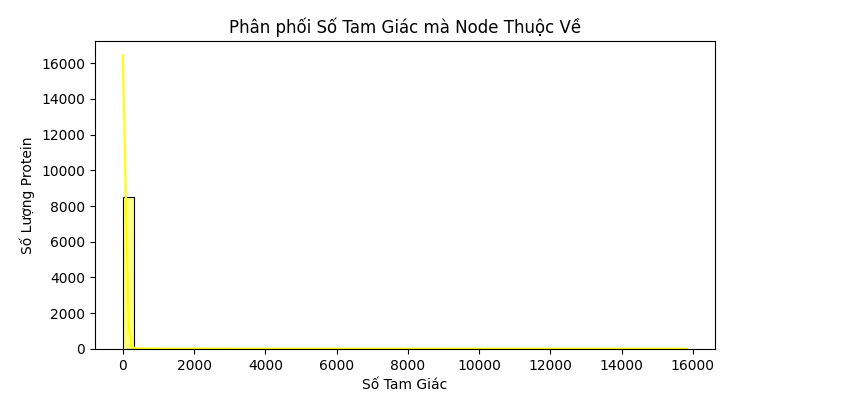 Phân phối Số Tam Giác mà Node Thuộc Về
16000
14000
12000
10000
8000
6000
4000
2000
0
Số Lượng Protein
0 2000 4000 6000 8000 10000 12000 14000 16000
Số Tam Giác